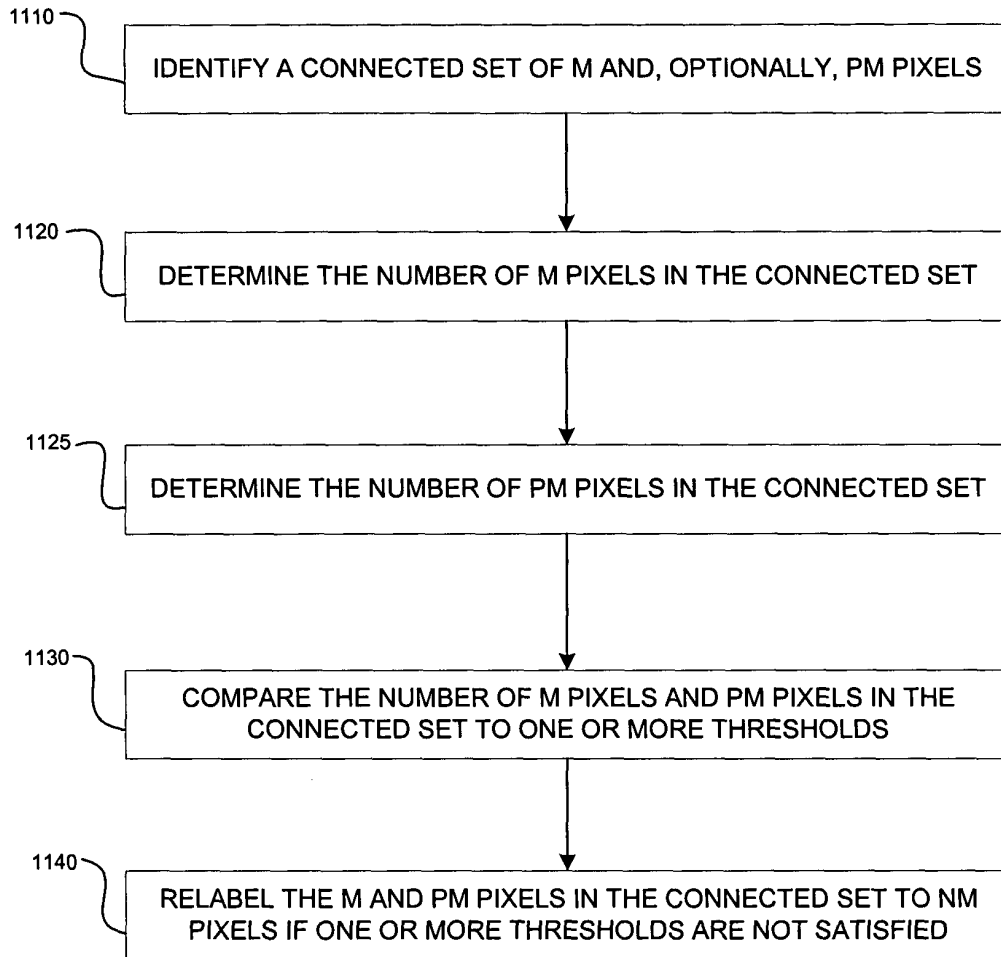 1110
IDENTIFY A CONNECTED SET OF M AND, OPTIONALLY, PM PIXELS
1120
DETERMINE THE NUMBER OF M PIXELS IN THE CONNECTED SET
1125
DETERMINE THE NUMBER OF PM PIXELS IN THE CONNECTED SET
1130
COMPARE THE NUMBER OF M PIXELS AND PM PIXELS IN THE
CONNECTED SET TO ONE OR MORE THRESHOLDS
1140
RELABEL THE M AND PM PIXELS IN THE CONNECTED SET TO NM
PIXELS IF ONE OR MORE THRESHOLDS ARE NOT SATISFIED